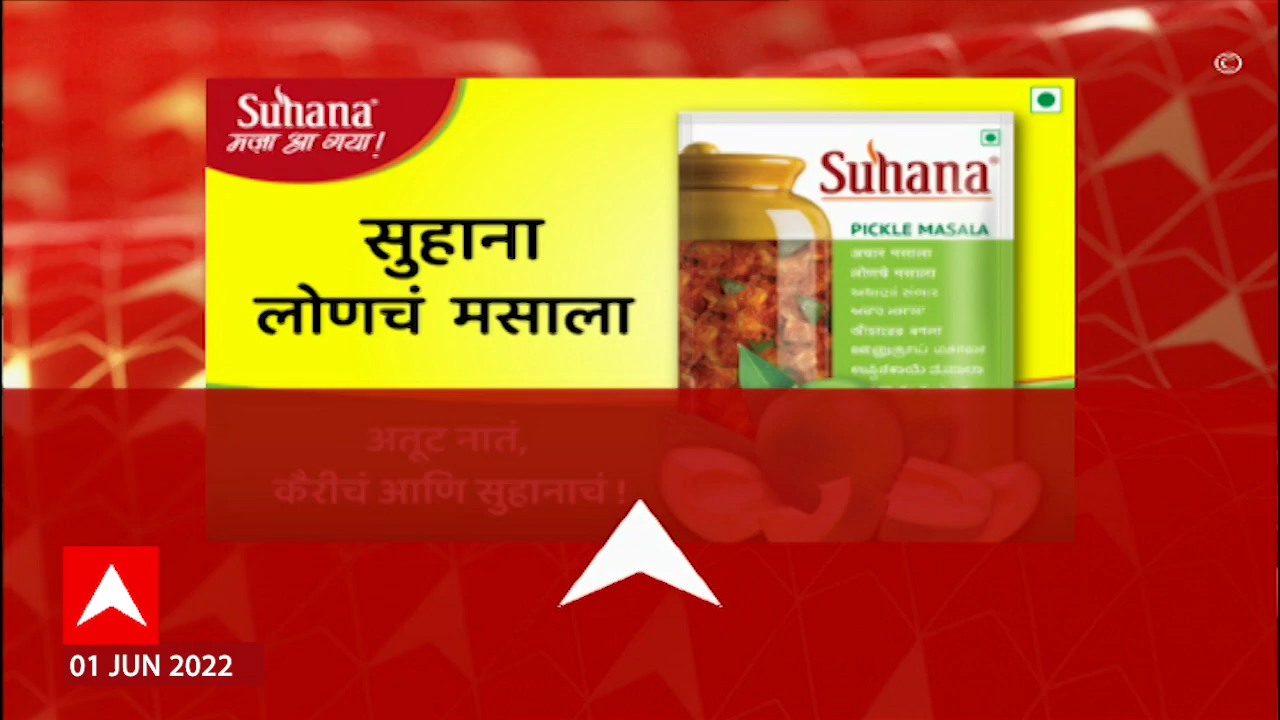 ©
Suhana®
मज़ा आ गया!
Suhana®
सुहाना
लोणचं मसाला
PICKLE MASALA
अचार मसाला
लोणचे मसाला
अतूट नातं,
कैरीचं आणि सुहानाचं !
01 JUN 2022